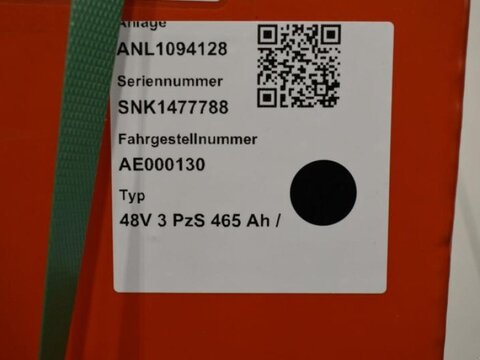 Anlage
ANL1094128
Seriennummer
SNK1477788
Fahrgestellnummer
AE000130
Typ
48V 3 PzS 465 Ah /